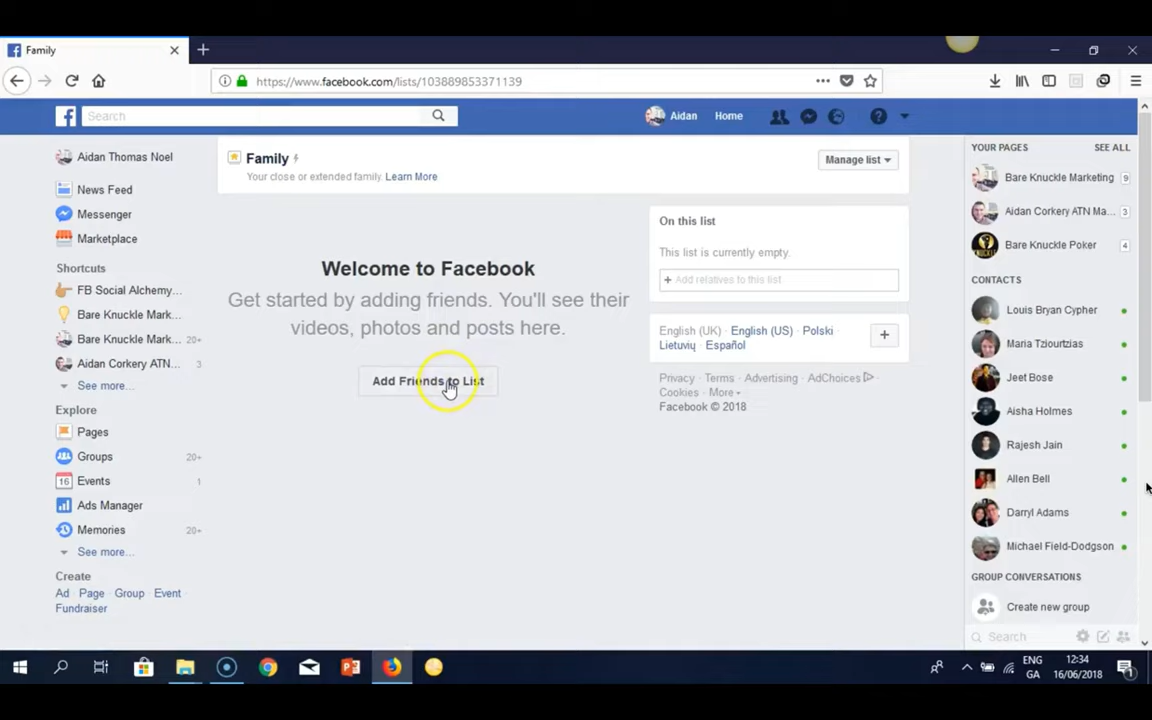 Family
https://www.facebook.com/lists/103889853371139
Search
Aidan
Home
Aidan Thomas Noel
News Feed
Messenger
Marketplace
Shortcuts
FB Social Alchemy...
Bare Knuckle Mark...
Bare Knuckle Mark... 20+
Aidan Corkery ATN... 3
See more...
Explore
Pages
Groups 20+
16 Events 1
Ads Manager
Memories 20+
See more...
Create
Ad · Page · Group · Event ·
Fundraiser
Family
Your close or extended family. Learn More
Manage list
Welcome to Facebook
Get started by adding friends. You'll see their
videos, photos and posts here.
Add Friends to List
On this list
This list is currently empty.
+ Add relatives to this list
English (UK) · English (US) · Polski
Lietuvių · Español
+
Privacy · Terms · Advertising · AdChoices
Cookies · More
Facebook © 2018
YOUR PAGES SEE ALL
Bare Knuckle Marketing 9
Aidan Corkery ATN Ma... 3
Bare Knuckle Poker 4
CONTACTS
Louis Bryan Cypher
Maria Tziourtzias
Jeet Bose
Aisha Holmes
Rajesh Jain
Allen Bell
Darryl Adams
Michael Field-Dodgson
GROUP CONVERSATIONS
Create new group
Search
ENG
GA
12:34
16/06/2018
1